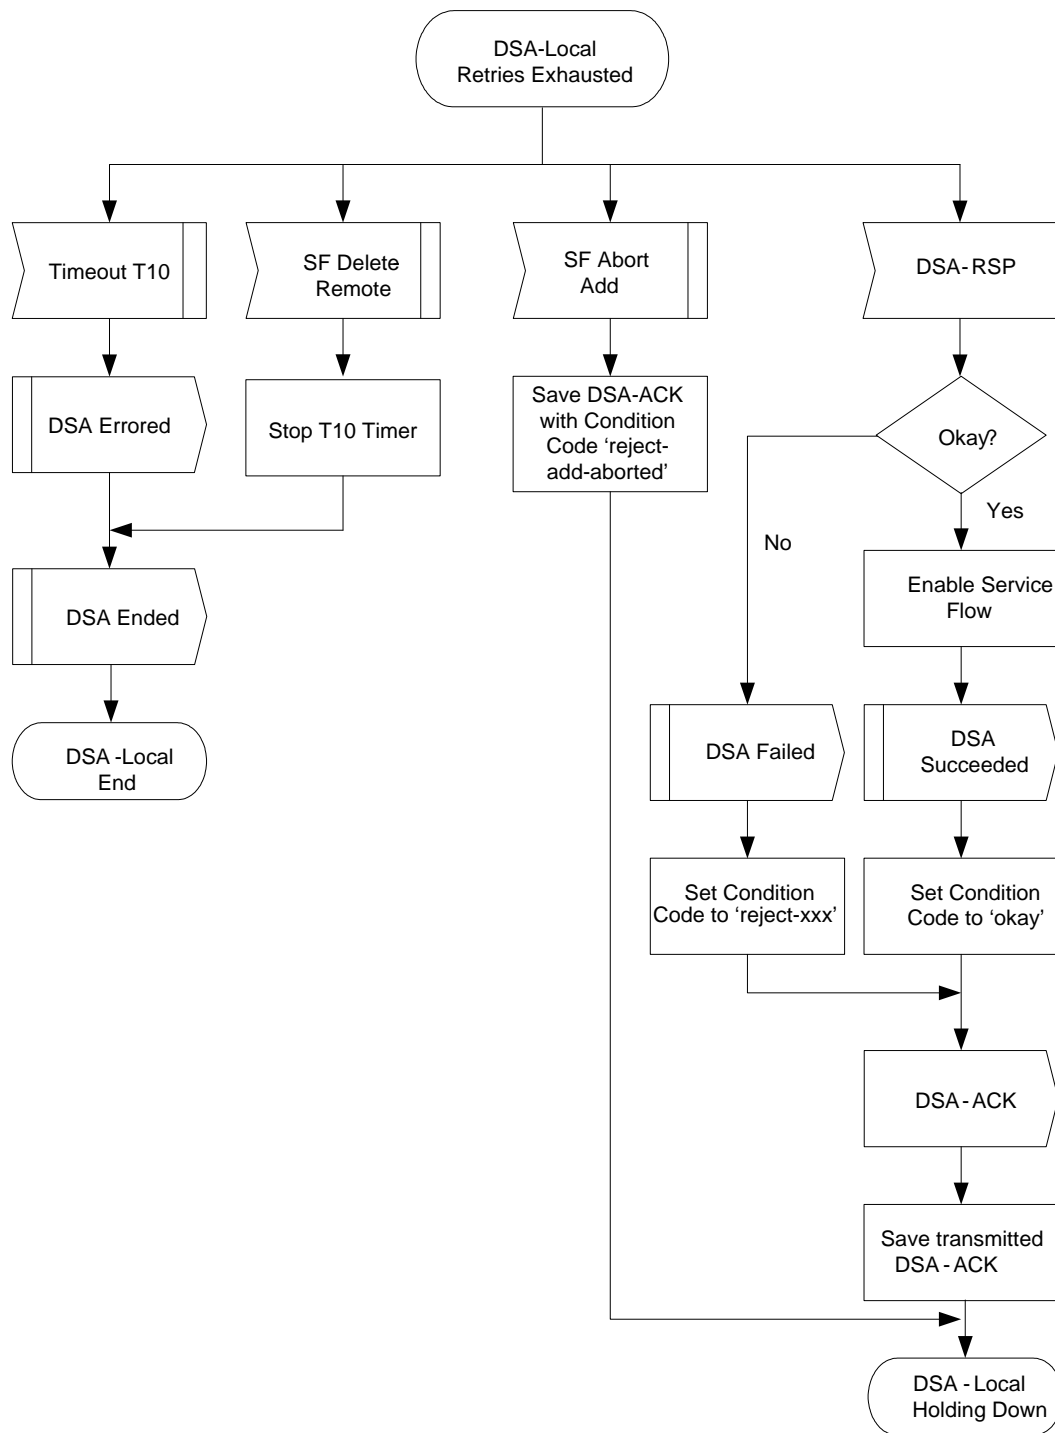 DSA-Local
Retries Exhausted
Timeout T10
SF Delete
Remote
SF Abort
Add
DSA-RSP
DSA Errored
Stop T10 Timer
Save DSA-ACK
with Condition
Code ‘reject-
add-aborted’
Okay?
Yes
No
DSA Ended
Enable Service
Flow
DSA -Local
End
DSA Failed
DSA
Succeeded
Set Condition
Code to ‘reject-xxx’
Set Condition
Code to ‘okay’
DSA - ACK
Save transmitted
DSA - ACK
DSA - Local
Holding Down